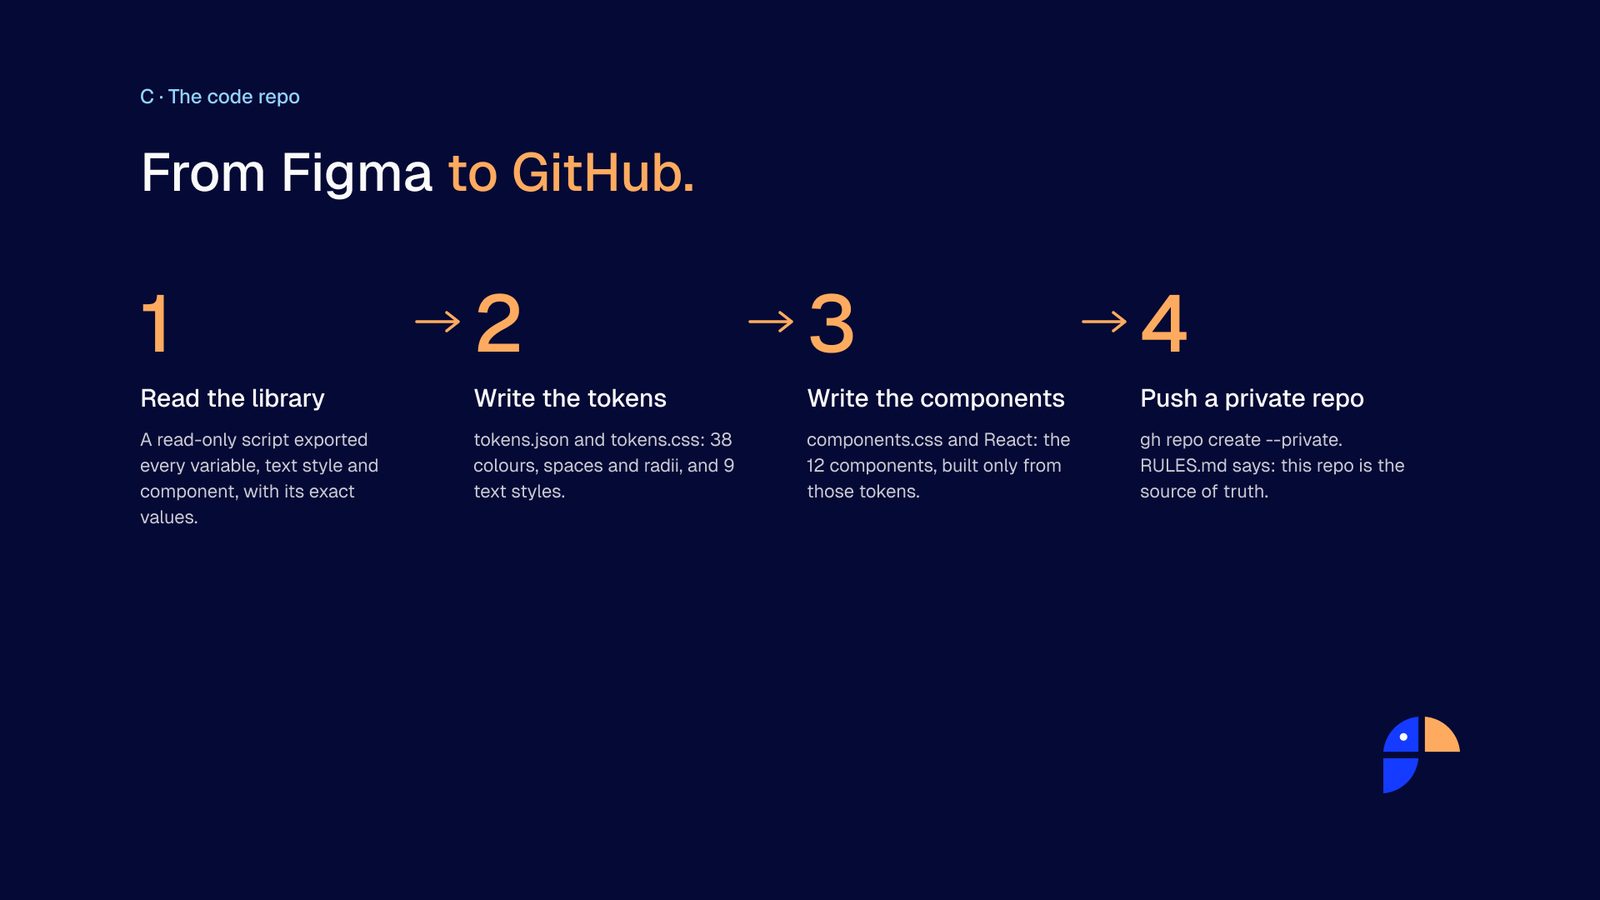 C · The code repo
From Figma to GitHub.
1
2
3
4
Read the library
A read-only script exported
every variable, text style and
component, with its exact
values.
Write the tokens
tokens.json and tokens.css: 38
colours, spaces and radii, and 9
text styles.
Write the components
components.css and React: the
12 components, built only from
those tokens.
Push a private repo
gh repo create --private.
RULES.md says: this repo is the
source of truth.